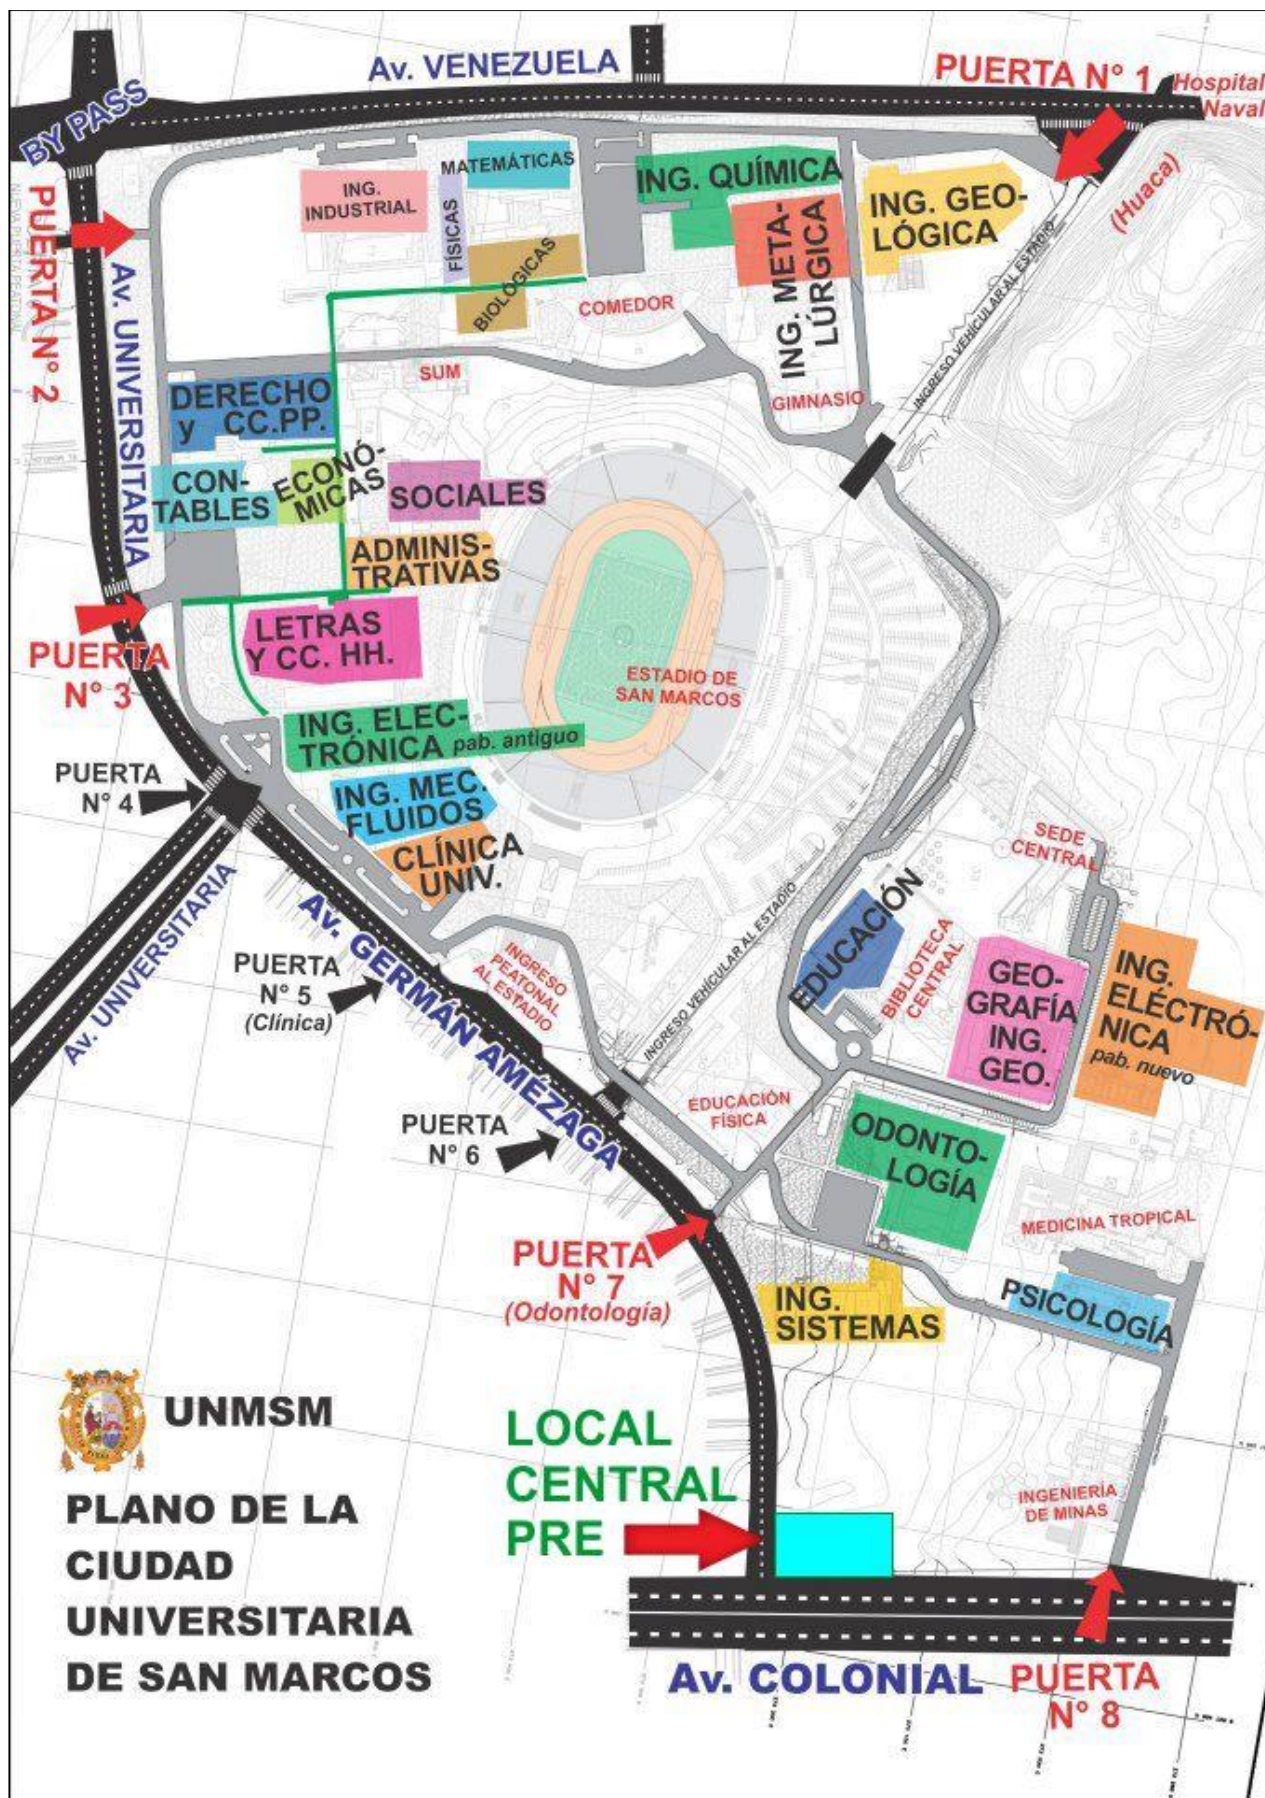 Av. VENEZUELA
PUERTA N° 1
Hospital
Naval
BY PASS
(Huaca)
PUERTA N° 2
Av. UNIVERSITARIA
ING.
INDUSTRIAL
FÍSICAS
MATEMÁTICAS
BIOLÓGICAS
ING. QUÍMICA
ING. META-
LÚRGICA
ING. GEO-
LÓGICA
INGRESO VEHÍCULAR AL ESTADIO
COMEDOR
SUM
GIMNASIO
DERECHO
y CC.PP.
CON-
TABLES
ECONÓ-
MICAS
SOCIALES
ADMINIS-
TRATIVAS
LETRAS
Y CC. HH.
PUERTA
N° 3
ESTADIO DE
SAN MARCOS
ING. ELEC-
TRÓNICA pab. antiguo
PUERTA
N° 4
ING. MEC.
FLUIDOS
CLÍNICA
UNIV.
Av. UNIVERSITARIA
Av. GERMÁN AMÉZAGA
PUERTA
N° 5
(Clínica)
INGRESO
PEATONAL
AL ESTADIO
INGRESO VEHÍCULAR AL ESTADIO
SEDE
CENTRAL
EDUCACIÓN
BIBLIOTECA
CENTRAL
GEO-
GRAFÍA
ING.
GEO.
ING.
ELÉCTRÓ-
NICA
pab. nuevo
PUERTA
N° 6
EDUCACIÓN
FÍSICA
ODONTO-
LOGÍA
MEDICINA TROPICAL
PUERTA
N° 7
(Odontología)
ING.
SISTEMAS
PSICOLOGÍA
UNMSM
PLANO DE LA
CIUDAD
UNIVERSITARIA
DE SAN MARCOS
LOCAL
CENTRAL
PRE
INGENIERÍA
DE MINAS
Av. COLONIAL
PUERTA
N° 8